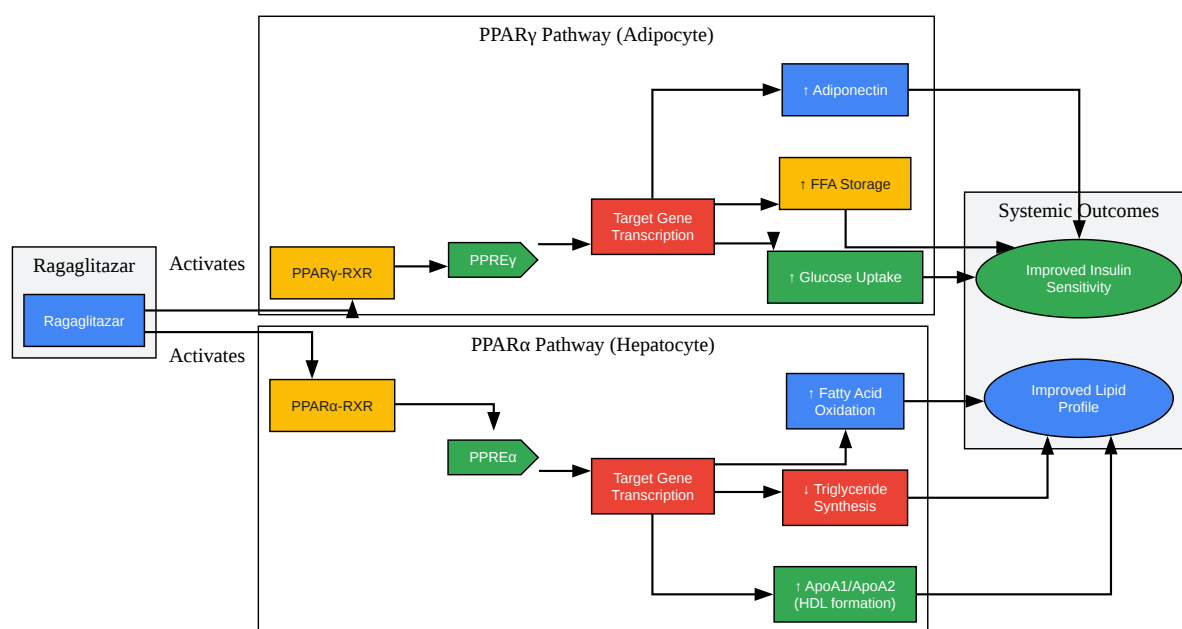 PPARγ Pathway (Adipocyte)
↑ Adiponectin
↑ FFA Storage
Target Gene
Transcription
PPREγ
PPARγ-RXR
↑ Glucose Uptake
Ragaglitazar
Ragaglitazar
Activates
Activates
PPARα Pathway (Hepatocyte)
PPARα-RXR
PPREα
Target Gene
Transcription
↑ Fatty Acid
Oxidation
↓ Triglyceride
Synthesis
↑ ApoA1/ApoA2
(HDL formation)
Systemic Outcomes
Improved Insulin
Sensitivity
Improved Lipid
Profile